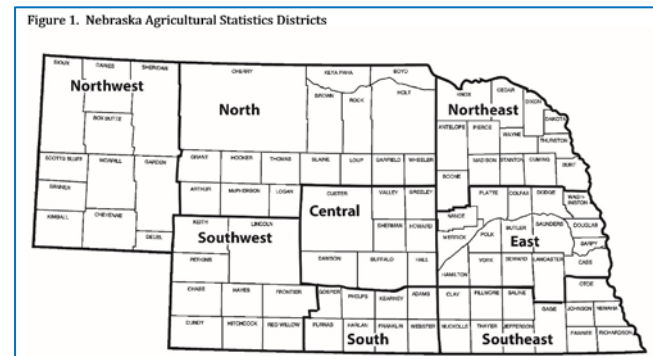 Figure 1. Nebraska Agricultural Statistics Districts
SIOUX DAWES SHERIDAN CHERRY KEYA PAHA BOYD
Northwest
BROWN ROCK HOLT
KNOX CEDAR DIXON
North
Northeast
DAKOTA
BOX BUTTE
ANTELOPE PIERCE WAYNE THURSTON
SCOTTS BLUFF MORRILL GARDEN GRANT HOOKER THOMAS BLAINE LOUP GARFIELD WHEELER
MADISON STANTON CUMING BURT
BOONE
BANNER
ARTHUR McPHERSON LOGAN CUSTER VALLEY GREELEY
PLATTE COLFAX DODGE WASHINGTON
Central
KIMBALL CHEYENNE DEUEL
KEITH LINCOLN
SHERMAN HOWARD
NANCE MERRICK POLK BUTLER SAUNDERS DOUGLAS
SARPY
Southwest
East
PERKINS DAWSON BUFFALO HALL
HAMILTON YORK SEWARD LANCASTER CASS
OTOE
CHASE HAYES FRONTIER GOSPER PHELPS KEARNEY ADAMS CLAY FILLMORE SALINE
GAGE JOHNSON NEMAHA
DUNDY HITCHCOCK RED WILLOW FURNAS HARLAN FRANKLIN WEBSTER NUCKOLLS THAYER JEFFERSON
PAWNEE RICHARDSON
South
Southeast